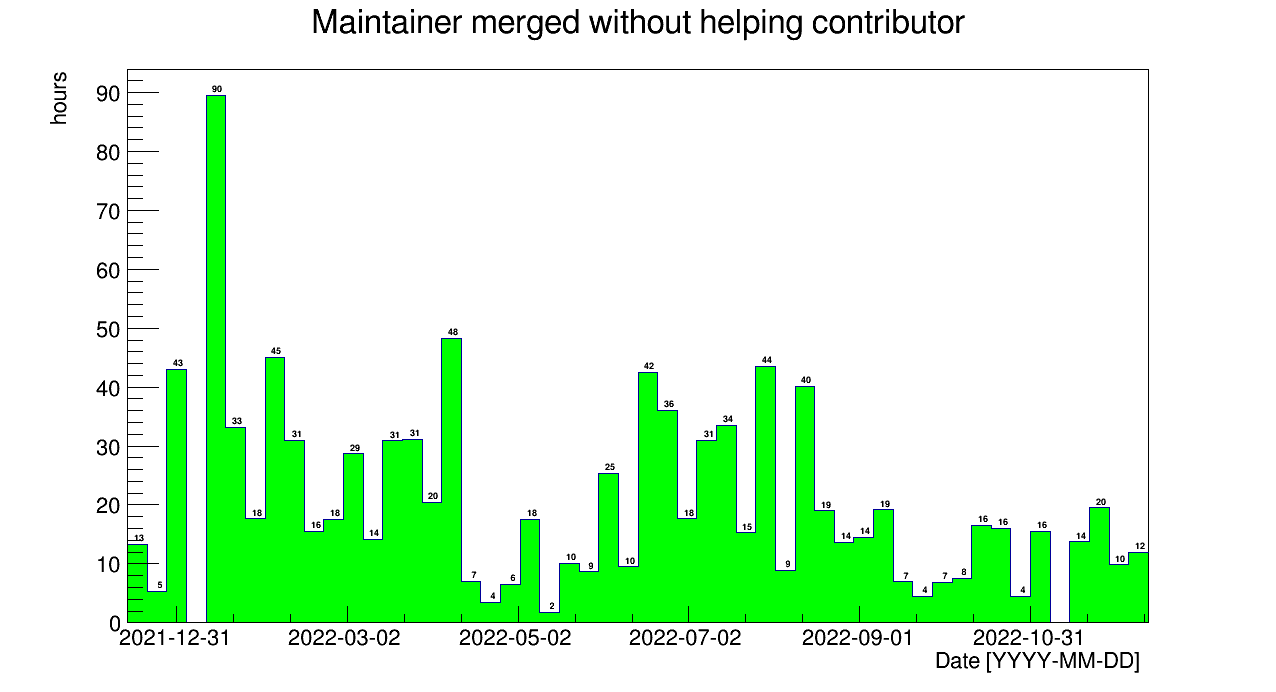 Maintainer merged without helping contributor
hours
90
80
70
60
50
40
30
20
10
0
13 5 43 90 33 18 45 31 16 18 29 14 31 31 20 48 7 4 6 18 2 10 9 25 10 42 36 18 31 34 15 44 9 40 19 14 14 19 7 4 7 8 16 16 4 16 14 20 10 12
2021-12-31 2022-03-02 2022-05-02 2022-07-02 2022-09-01 2022-10-31
Date [YYYY-MM-DD]